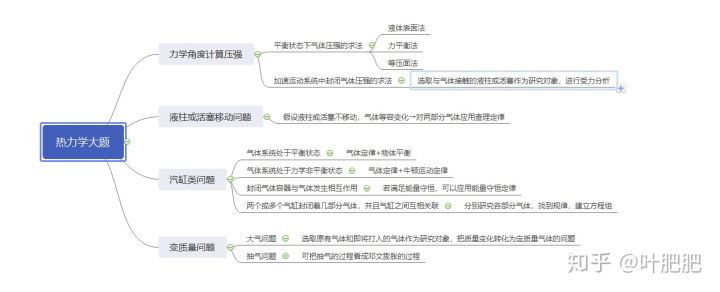 热力学大题
力学角度计算压强
平衡状态下气体压强的求法
液体表面法
力平衡法
等压面法
加速运动系统中封闭气体压强的求法
选取与气体接触的液柱或活塞作为研究对象，进行受力分析
液柱或活塞移动问题
假设液柱或活塞不移动，气体等容变化→对两部分气体应用查理定律
汽缸类问题
气体系统处于平衡状态
气体定律+物体平衡
气体系统处于力学非平衡状态
气体定律+牛顿运动定律
封闭气体容器与气体发生相互作用
若满足能量守恒，可以应用能量守恒定律
两个或多个气缸封闭着几部分气体，并且气缸之间互相关联
分别研究各部分气体，找到规律，建立方程组
变质量问题
大气问题
选取原有气体和即将打入的气体作为研究对象，把质量变化转化为定质量气体的问题
抽气问题
可把抽气的过程看成邓文膨胀的过程
知乎 @叶肥肥